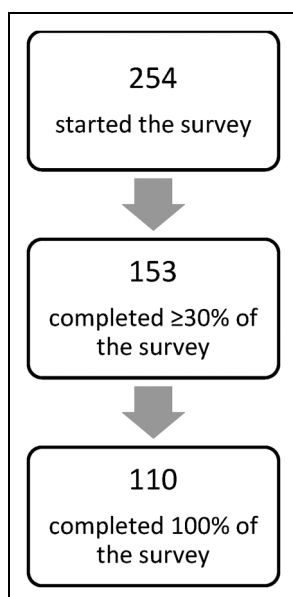 254
started the survey
153
completed ≥30% of
the survey
110
completed 100% of
the survey